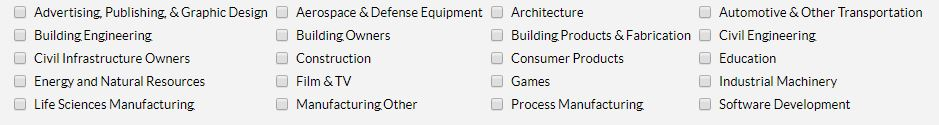 Advertising, Publishing, & Graphic Design Aerospace & Defense Equipment Architecture Automotive & Other Transportation
Building Engineering Building Owners Building Products & Fabrication Civil Engineering
Civil Infrastructure Owners Construction Consumer Products Education
Energy and Natural Resources Film & TV Games Industrial Machinery
Life Sciences Manufacturing Manufacturing Other Process Manufacturing Software Development